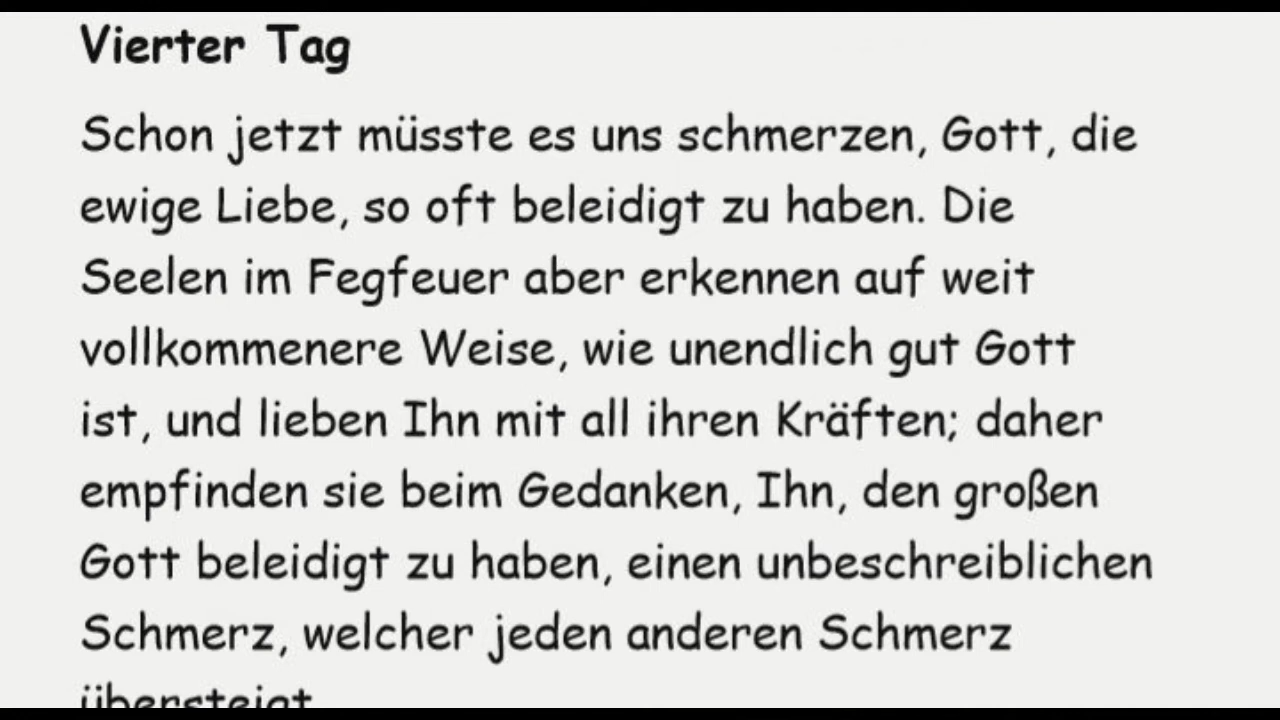 Vierter Tag
Schon jetzt müsste es uns schmerzen, Gott, die
ewige Liebe, so oft beleidigt zu haben. Die
Seelen im Fegfeuer aber erkennen auf weit
vollkommenere Weise, wie unendlich gut Gott
ist, und lieben Ihn mit all ihren Kräften; daher
empfinden sie beim Gedanken, Ihn, den großen
Gott beleidigt zu haben, einen unbeschreiblichen
Schmerz, welcher jeden anderen Schmerz
übersteigt